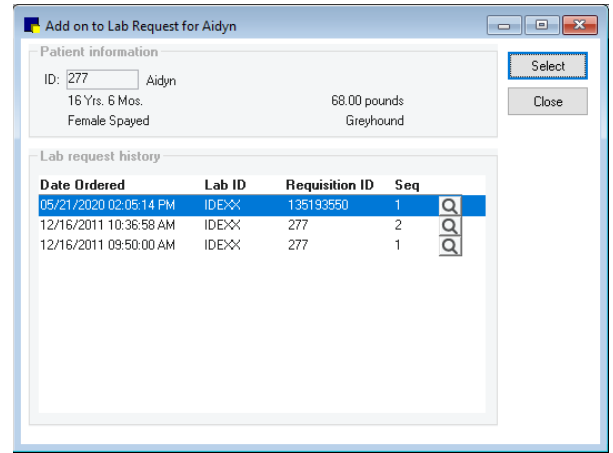 Add on to Lab Request for Aidyn
Patient information
ID: 277 Aidyn
16 Yrs. 6 Mos. 68.00 pounds
Female Spayed Greyhound
Select
Close
Lab request history
Date Ordered Lab ID Requisition ID Seq
05/21/2020 02:05:14 PM IDEXX 135193550 1
12/16/2011 10:36:58 AM IDEXX 277 2
12/16/2011 09:50:00 AM IDEXX 277 1